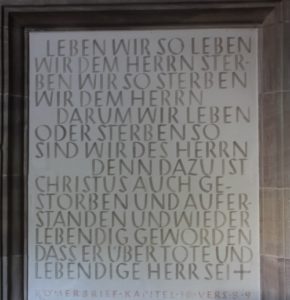 LEBEN WIR SO LEBEN
WIR DEM HERRN STER-
BEN WIR SO STERBEN
WIR DEM HERRN
DARUM WIR LEBEN
ODER STERBEN SO
SIND WIR DES HERRN
DENN DAZU IST
CHRISTUS AUCH GE-
STORBEN UND AUFER-
STANDEN UND WIEDER
LEBENDIG GEWORDEN
DASS ER ÜBER TOTE UND
LEBENDIGE HERR SEI +
RÖMERBRIEF · KAPITEL · 14 · VERS · 8 · 9